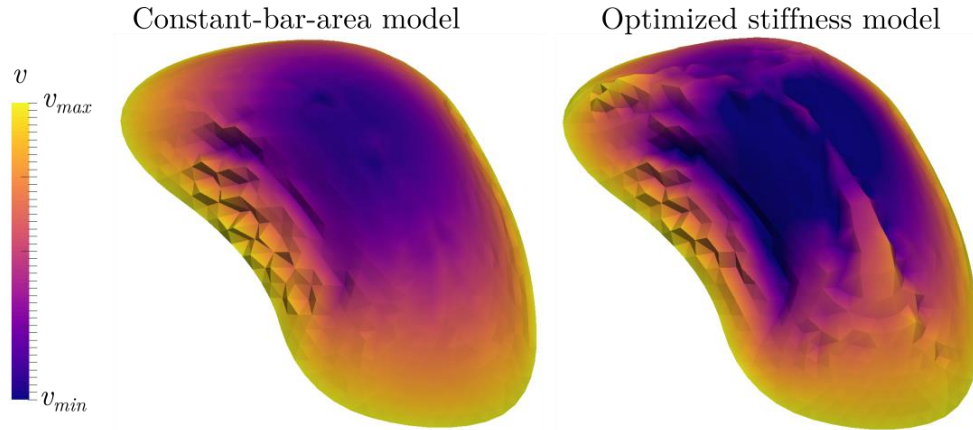 Constant-bar-area model
Optimized stiffness model
v
v_max
v_min